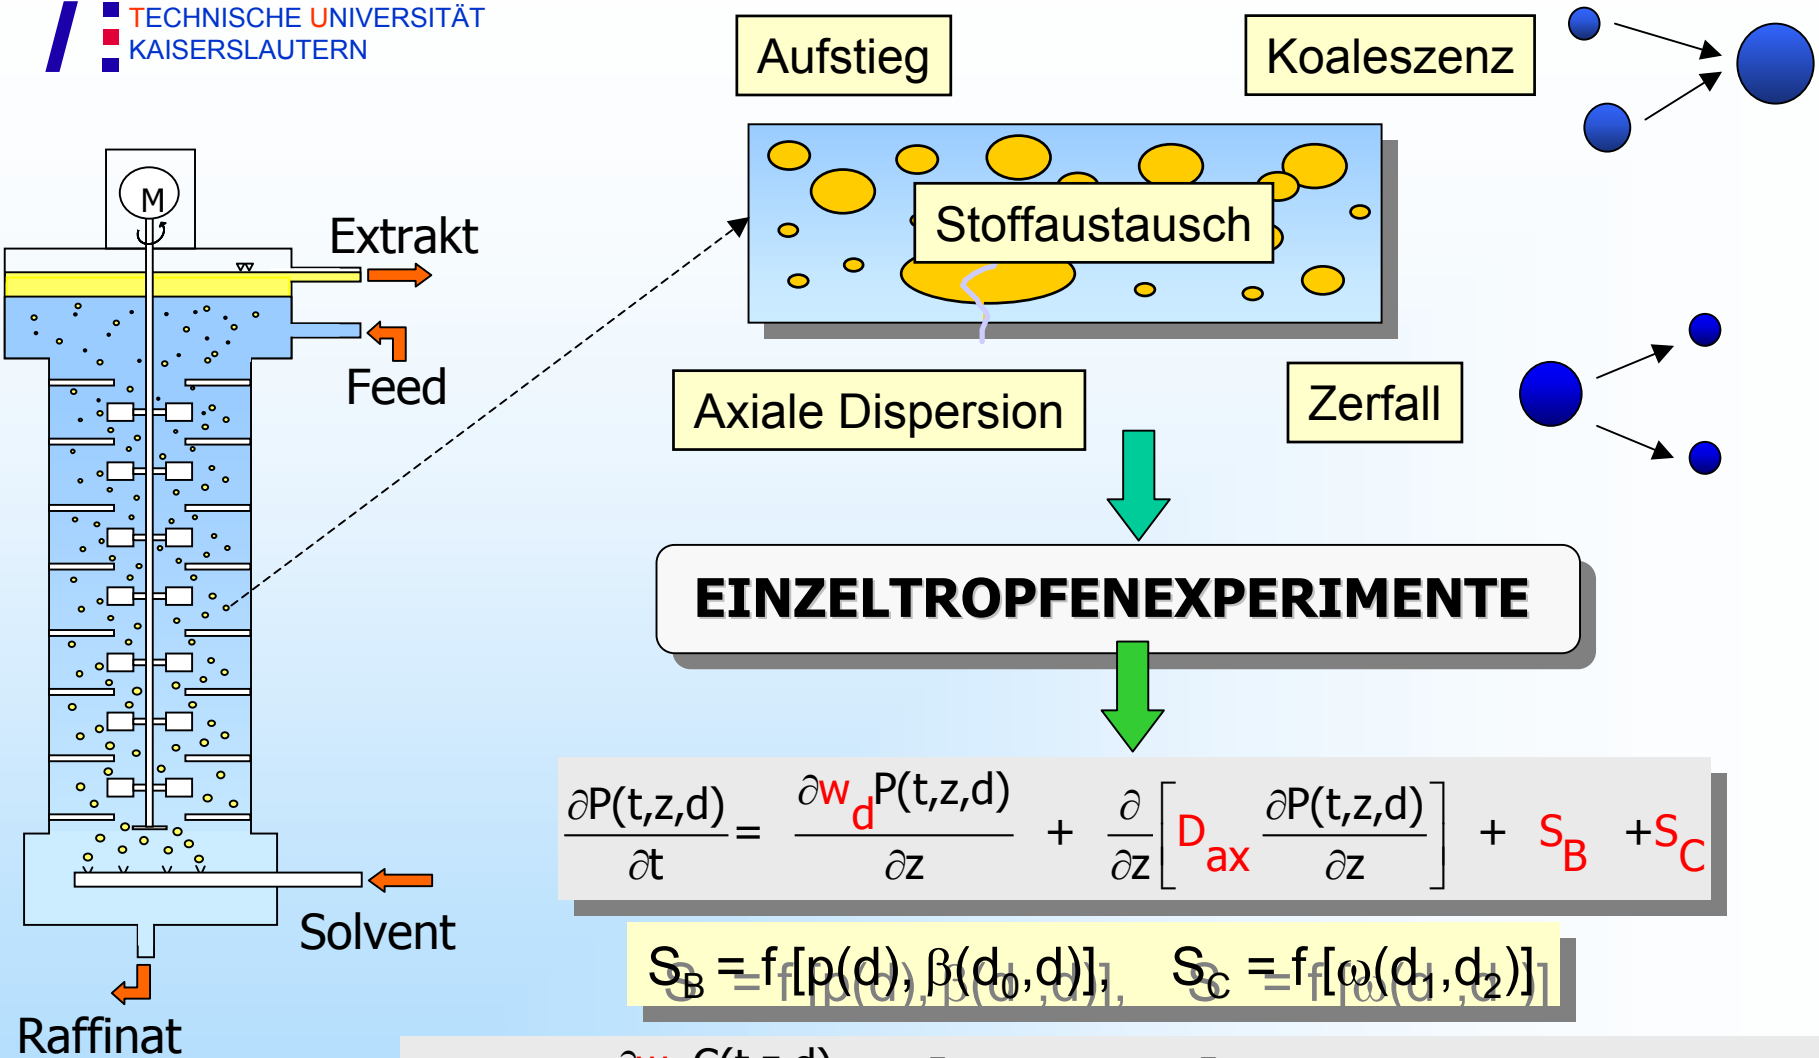 TECHNISCHE UNIVERSITÄT
KAISERSLAUTERN
Aufstieg
Koaleszenz
M
Extrakt
Stoffaustausch
Feed
Axiale Dispersion
Zerfall
EINZELTROPFENEXPERIMENTE
∂P(t,z,d)/∂t = ∂w_d P(t,z,d)/∂z + ∂/∂z [D_ax ∂P(t,z,d)/∂z] + S_B + S_C
Solvent
S_B = f [p(d), β(d_0,d)], S_C = f [ω(d_1,d_2)]
Raffinat